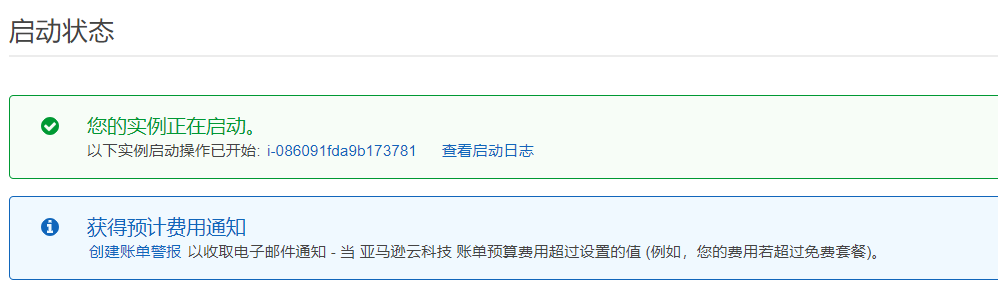 启动状态
您的实例正在启动。
以下实例启动操作已开始: i-086091fda9b173781 查看启动日志
获得预计费用通知
创建账单警报 以收取电子邮件通知 - 当 亚马逊云科技 账单预算费用超过设置的值 (例如，您的费用若超过免费套餐)。